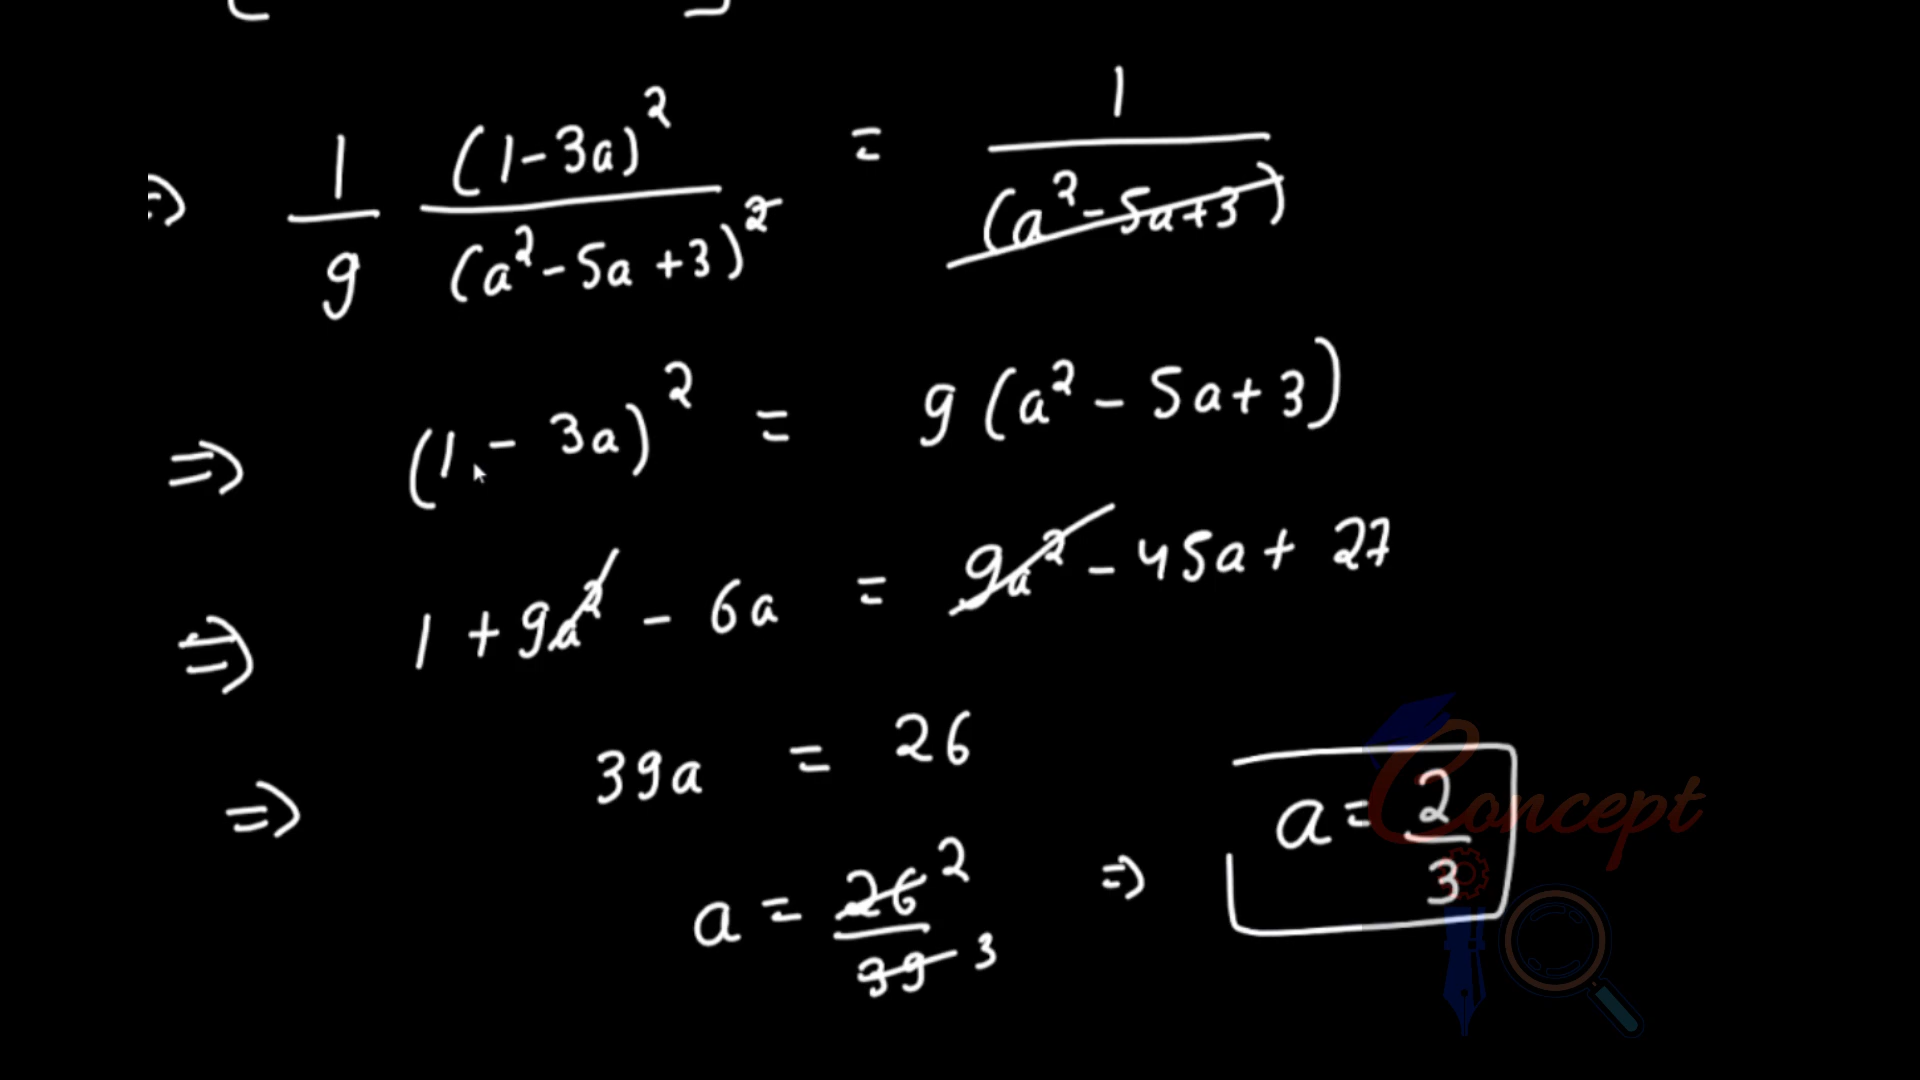 ⇒ 1/9 (1-3a)²/(a²-5a+3)² = 1/(a²-5a+3)
⇒ (1 - 3a)² = 9(a² - 5a+3)
⇒ 1 + 9a² - 6a = 9a² - 45a + 27
⇒ 39a = 26
a = 26/39 2/3 ⇒ a = 2/3
Concept